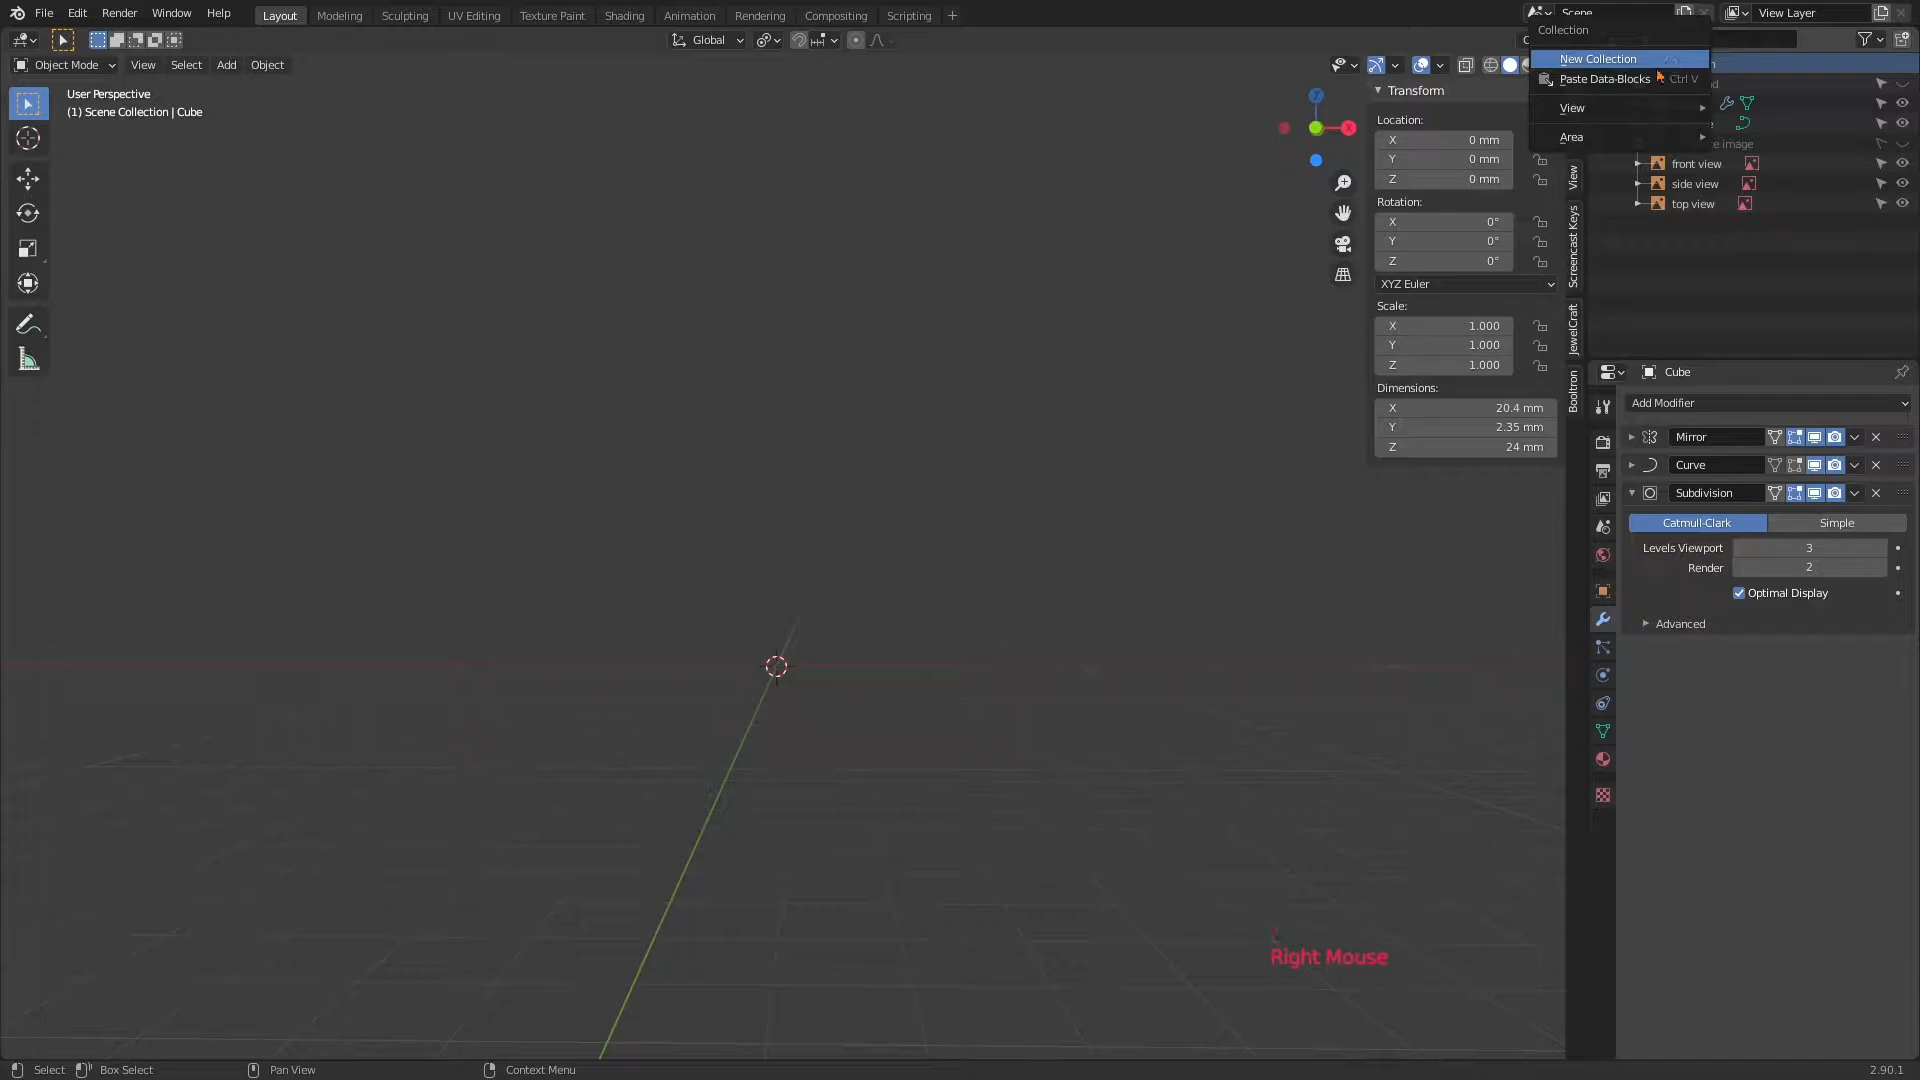 File Edit Render Window Help
Layout Modeling Sculpting UV Editing Texture Paint Shading Animation Rendering Compositing Scripting
Scene
View Layer
Global
Object Mode View Select Add Object
User Perspective
(1) Scene Collection | Cube
Collection
New Collection
Paste Data-Blocks Ctrl V
View
Area
front view
side view
top view
Transform
Location:
X 0 mm
Y 0 mm
Z 0 mm
Rotation:
X 0°
Y 0°
Z 0°
XYZ Euler
Scale:
X 1.000
Y 1.000
Z 1.000
Dimensions:
X 20.4 mm
Y 2.35 mm
Z 24 mm
View
Screencast Keys
JewelCraft
Booltron
Cube
Add Modifier
Mirror
Curve
Subdivision
Catmull-Clark Simple
Levels Viewport 3
Render 2
Optimal Display
Advanced
Z
X
Right Mouse
Select Box Select Pan View Context Menu 2.90.1